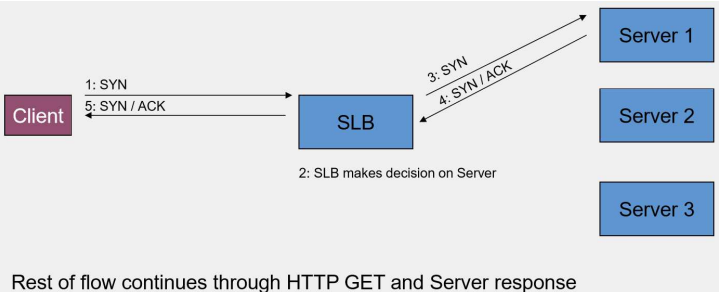 Server 1
3: SYN
4: SYN / ACK
1: SYN
5: SYN / ACK
Client
SLB
Server 2
2: SLB makes decision on Server
Server 3
Rest of flow continues through HTTP GET and Server response